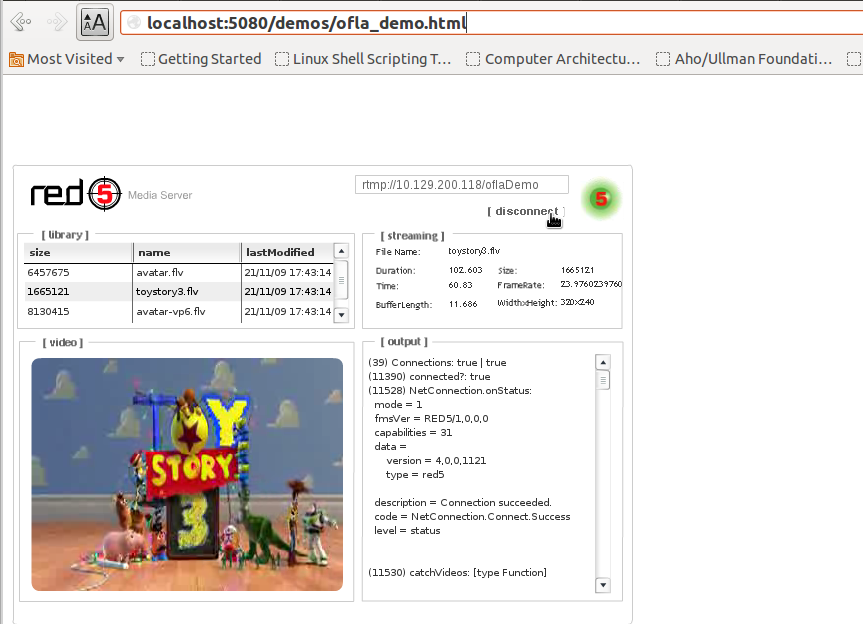 AA localhost:5080/demos/ofla_demo.html
Most Visited Getting Started Linux Shell Scripting T... Computer Architectu... Aho/Ullman Foundati...
red5 Media Server
rtmp://10.129.200.118/oflaDemo
[ disconnect ]
5
[ library ]
size name lastModified
6457675 avatar.flv 21/11/09 17:43:14
1665121 toystory3.flv 21/11/09 17:43:14
8130415 avatar-vp6.flv 21/11/09 17:43:14
[ streaming ]
File Name: toystory3.flv
Duration: 102.603 Size: 1665121
Time: 60.83 FrameRate: 23.9760239760
BufferLength: 11.686 WidthxHeight: 320x240
[ video ]
TOY
STORY
3
[ output ]
(39) Connections: true | true
(11390) connected?: true
(11528) NetConnection.onStatus:
mode = 1
fmsVer = RED5/1,0,0,0
capabilities = 31
data =
version = 4,0,0,1121
type = red5
description = Connection succeeded.
code = NetConnection.Connect.Success
level = status
(11530) catchVideos: [type Function]